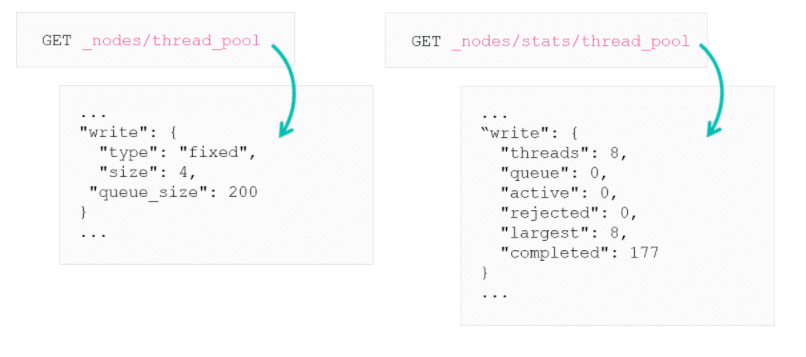 GET _nodes/thread_pool
...
"write": {
"type": "fixed",
"size": 4,
"queue_size": 200
}
...
GET _nodes/stats/thread_pool
...
“write": {
"threads": 8,
"queue": 0,
"active": 0,
"rejected": 0,
"largest": 8,
"completed": 177
}
...